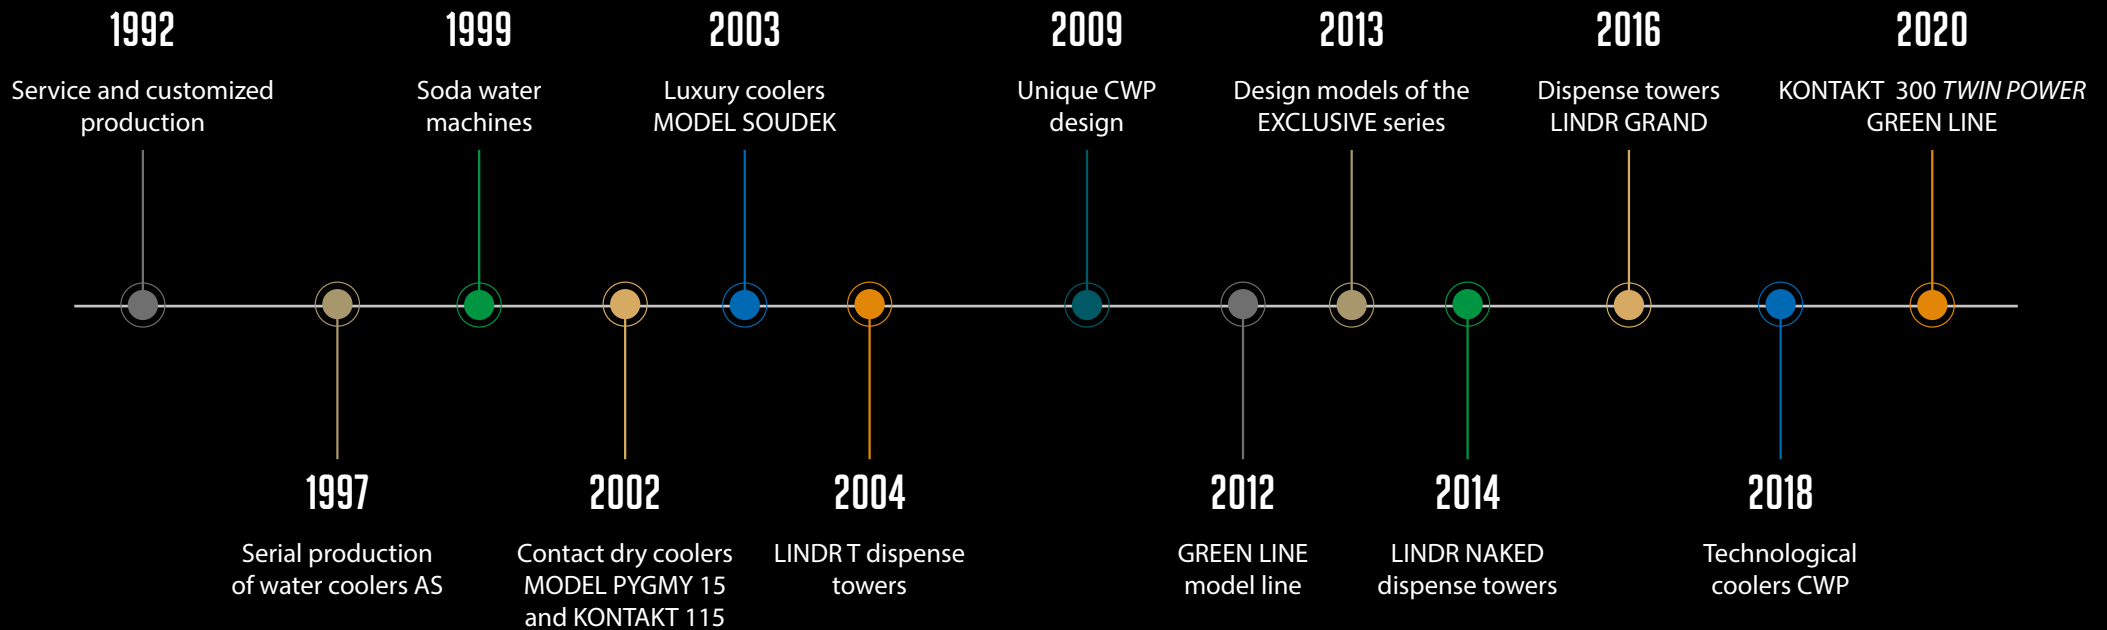 1992
Service and customized
production
1999
Soda water
machines
2003
Luxury coolers
MODEL SOUDEK
2009
Unique CWP
design
2013
Design models of the
EXCLUSIVE series
2016
Dispense towers
LINDR GRAND
2020
KONTAKT 300 TWIN POWER
GREEN LINE
1997
Serial production
of water coolers AS
2002
Contact dry coolers
MODEL PYGMY 15
and KONTAKT 115
2004
LINDR T dispense
towers
2012
GREEN LINE
model line
2014
LINDR NAKED
dispense towers
2018
Technological
coolers CWP